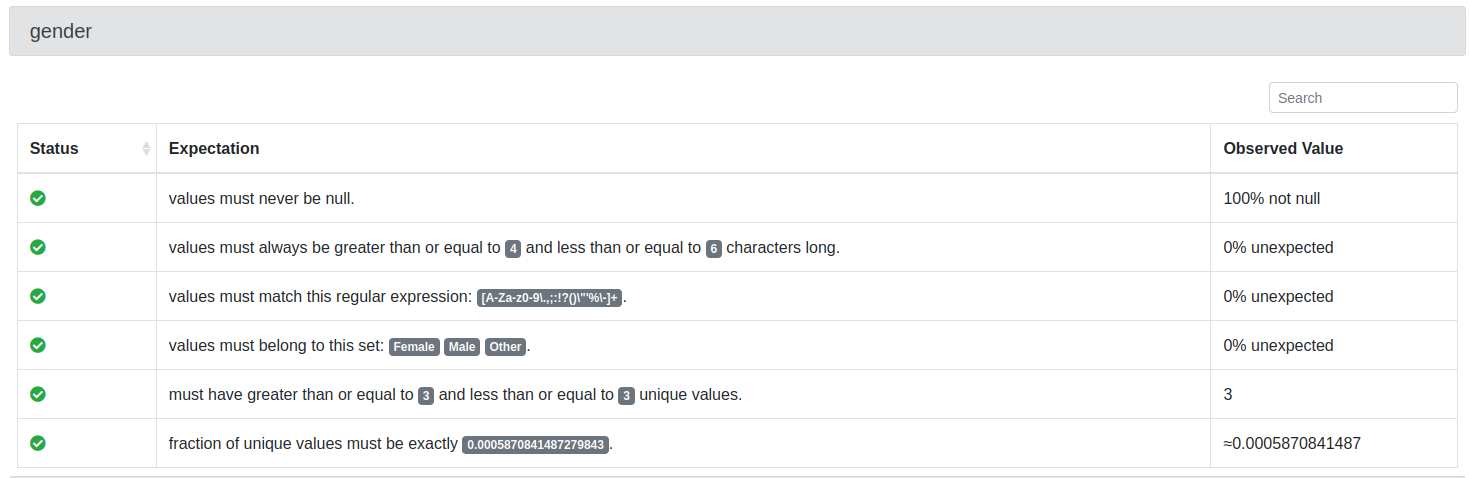 gender
Search
Status Expectation Observed Value
values must never be null. 100% not null
values must always be greater than or equal to 4 and less than or equal to 6 characters long. 0% unexpected
values must match this regular expression: [A-Za-z0-9\.,;:!?()\"'%\-]+. 0% unexpected
values must belong to this set: Female Male Other. 0% unexpected
must have greater than or equal to 3 and less than or equal to 3 unique values. 3
fraction of unique values must be exactly 0.0005870841487279843. ≈0.0005870841487